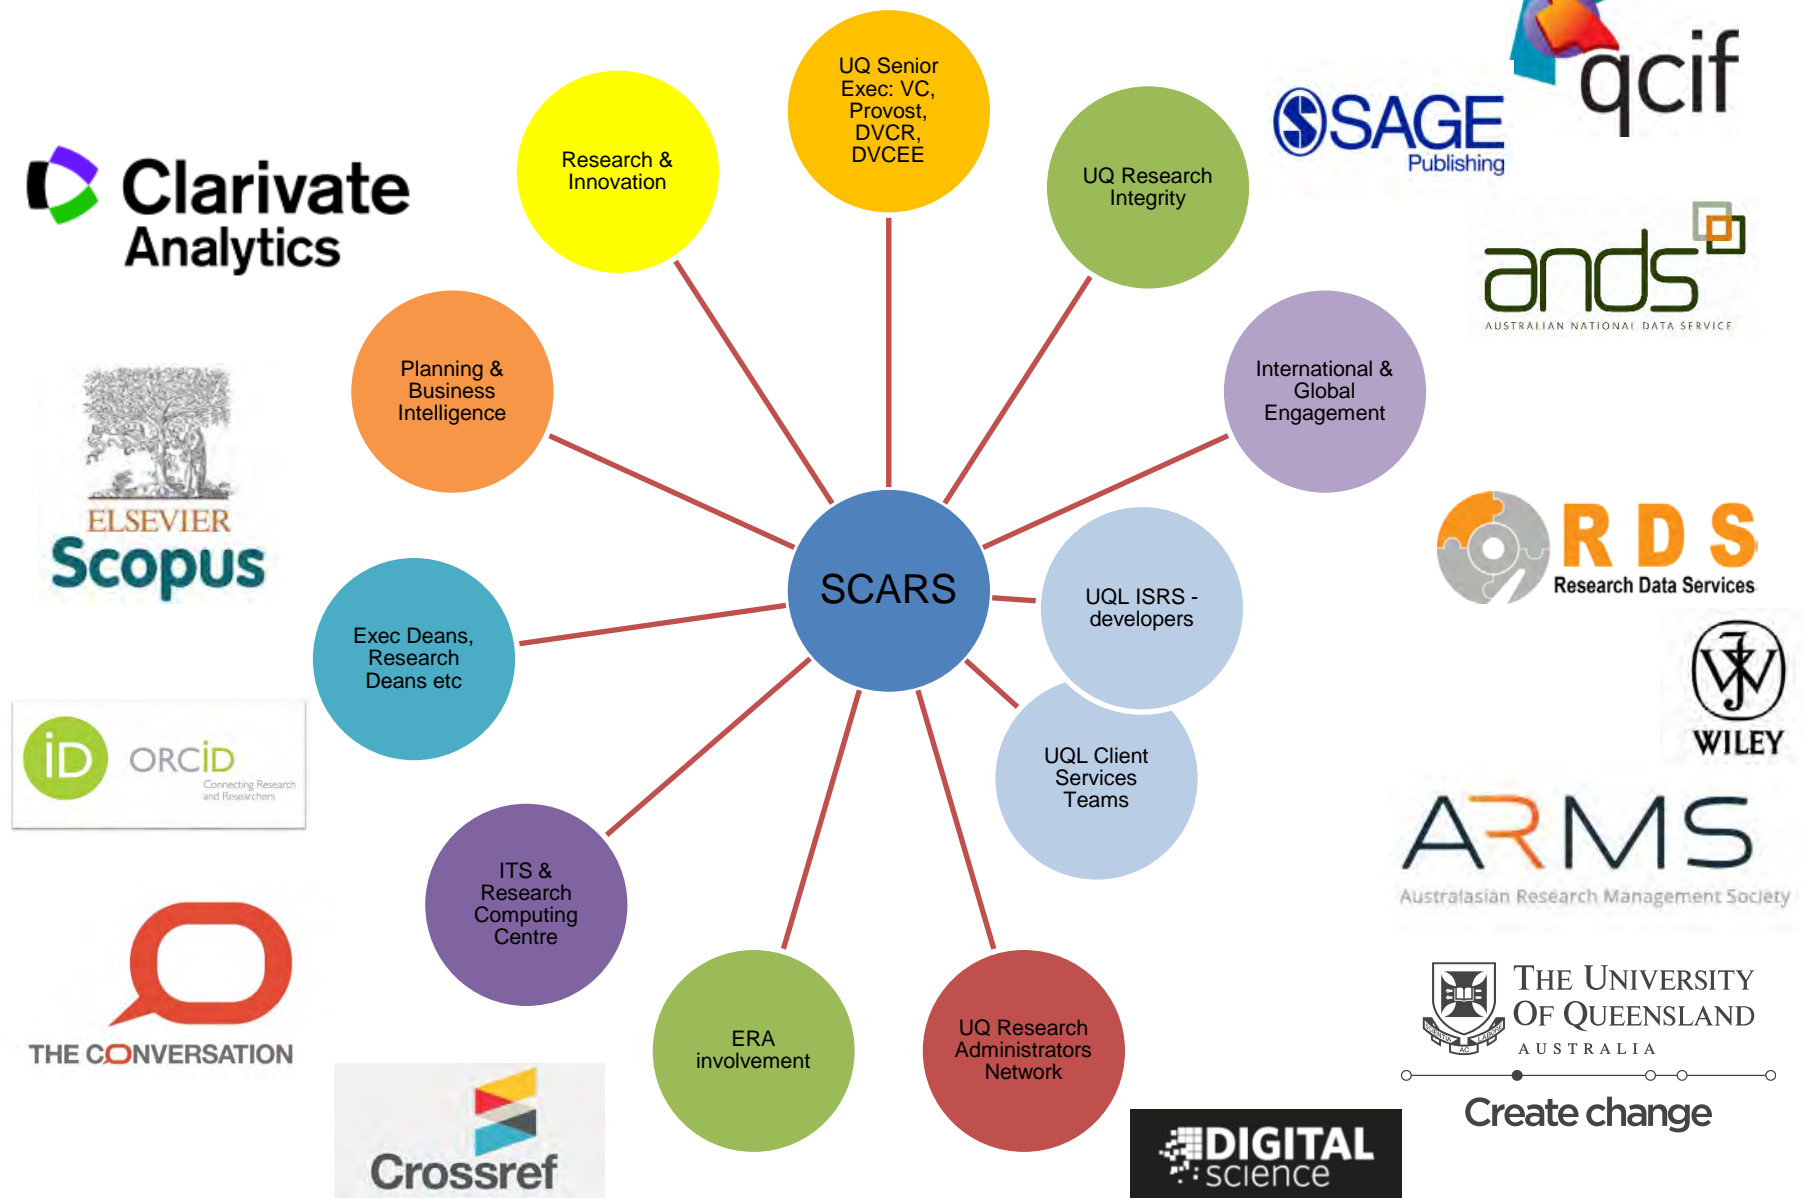 UQ Senior
Exec: VC,
Provost,
DVCR,
DVCEE
Research &
Innovation
UQ Research
Integrity
SAGE
Publishing
qcif
Clarivate
Analytics
ands
AUSTRALIAN NATIONAL DATA SERVICE
Planning &
Business
Intelligence
International &
Global
Engagement
ELSEVIER
Scopus
SCARS
UQL ISRS -
developers
RDS
Research Data Services
Exec Deans,
Research
Deans etc
WILEY
iD ORCiD
Connecting Research
and Researchers
UQL Client
Services
Teams
ARMS
Australasian Research Management Society
ITS &
Research
Computing
Centre
THE CONVERSATION
ERA
involvement
UQ Research
Administrators
Network
THE UNIVERSITY
OF QUEENSLAND
AUSTRALIA
Create change
Crossref
DIGITAL
science